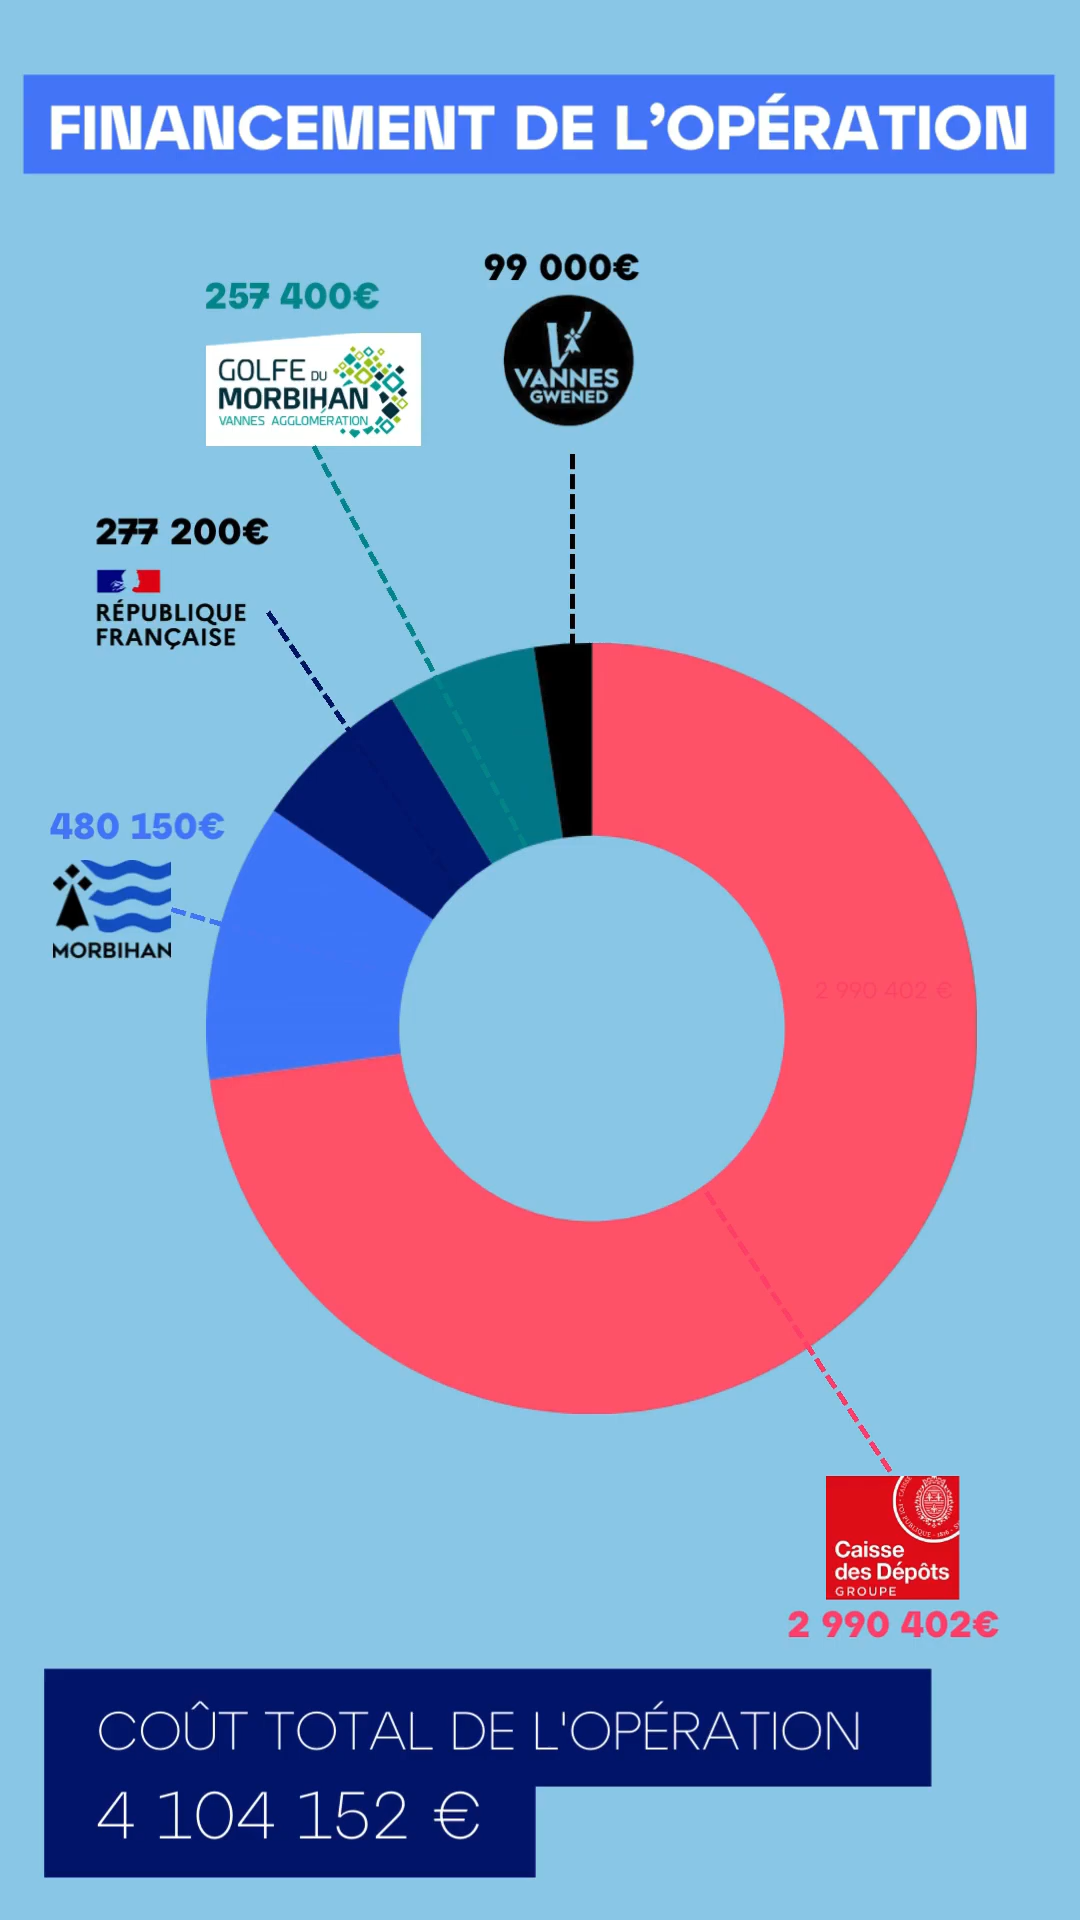 FINANCEMENT DE L’OPÉRATION
99 000€
257 400€
GOLFE DU
MORBIHAN
VANNES AGGLOMÉRATION
VANNES
GWENED
277 200€
RÉPUBLIQUE
FRANÇAISE
480 150€
MORBIHAN
2 990 402 €
Caisse
des Dépôts
GROUPE
2 990 402€
COÛT TOTAL DE L'OPÉRATION
4 104 152 €